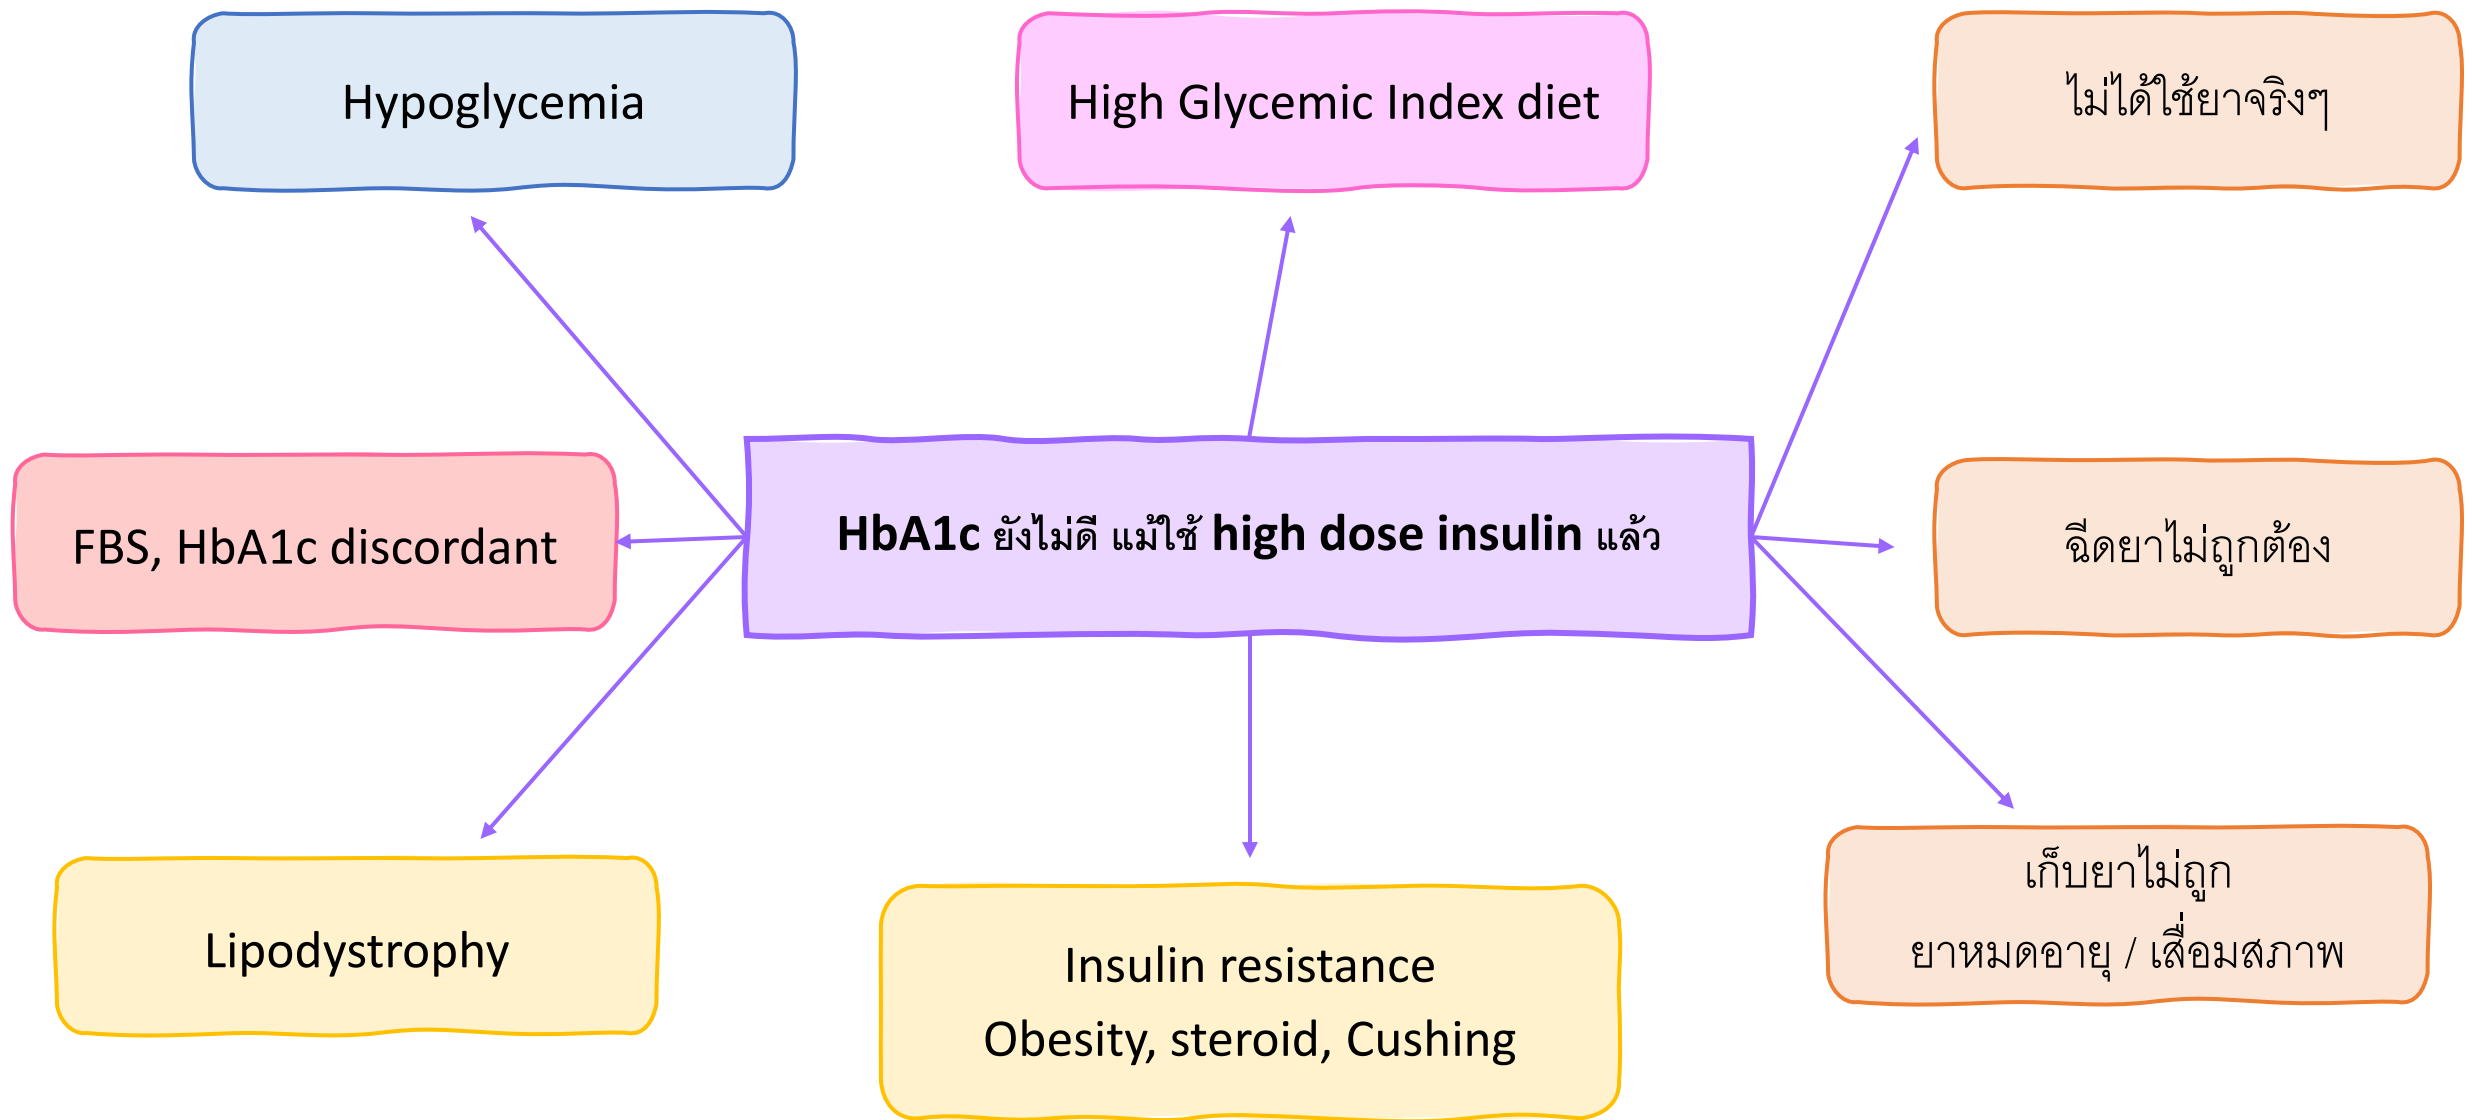 Hypoglycemia
High Glycemic Index diet
ไม่ได้ใช้ยาจริงๆ
FBS, HbA1c discordant
HbA1c ยังไม่ดี แม้ใช้ high dose insulin แล้ว
ฉีดยาไม่ถูกต้อง
Lipodystrophy
Insulin resistance
Obesity, steroid, Cushing
เก็บยาไม่ถูก
ยาหมดอายุ / เสื่อมสภาพ